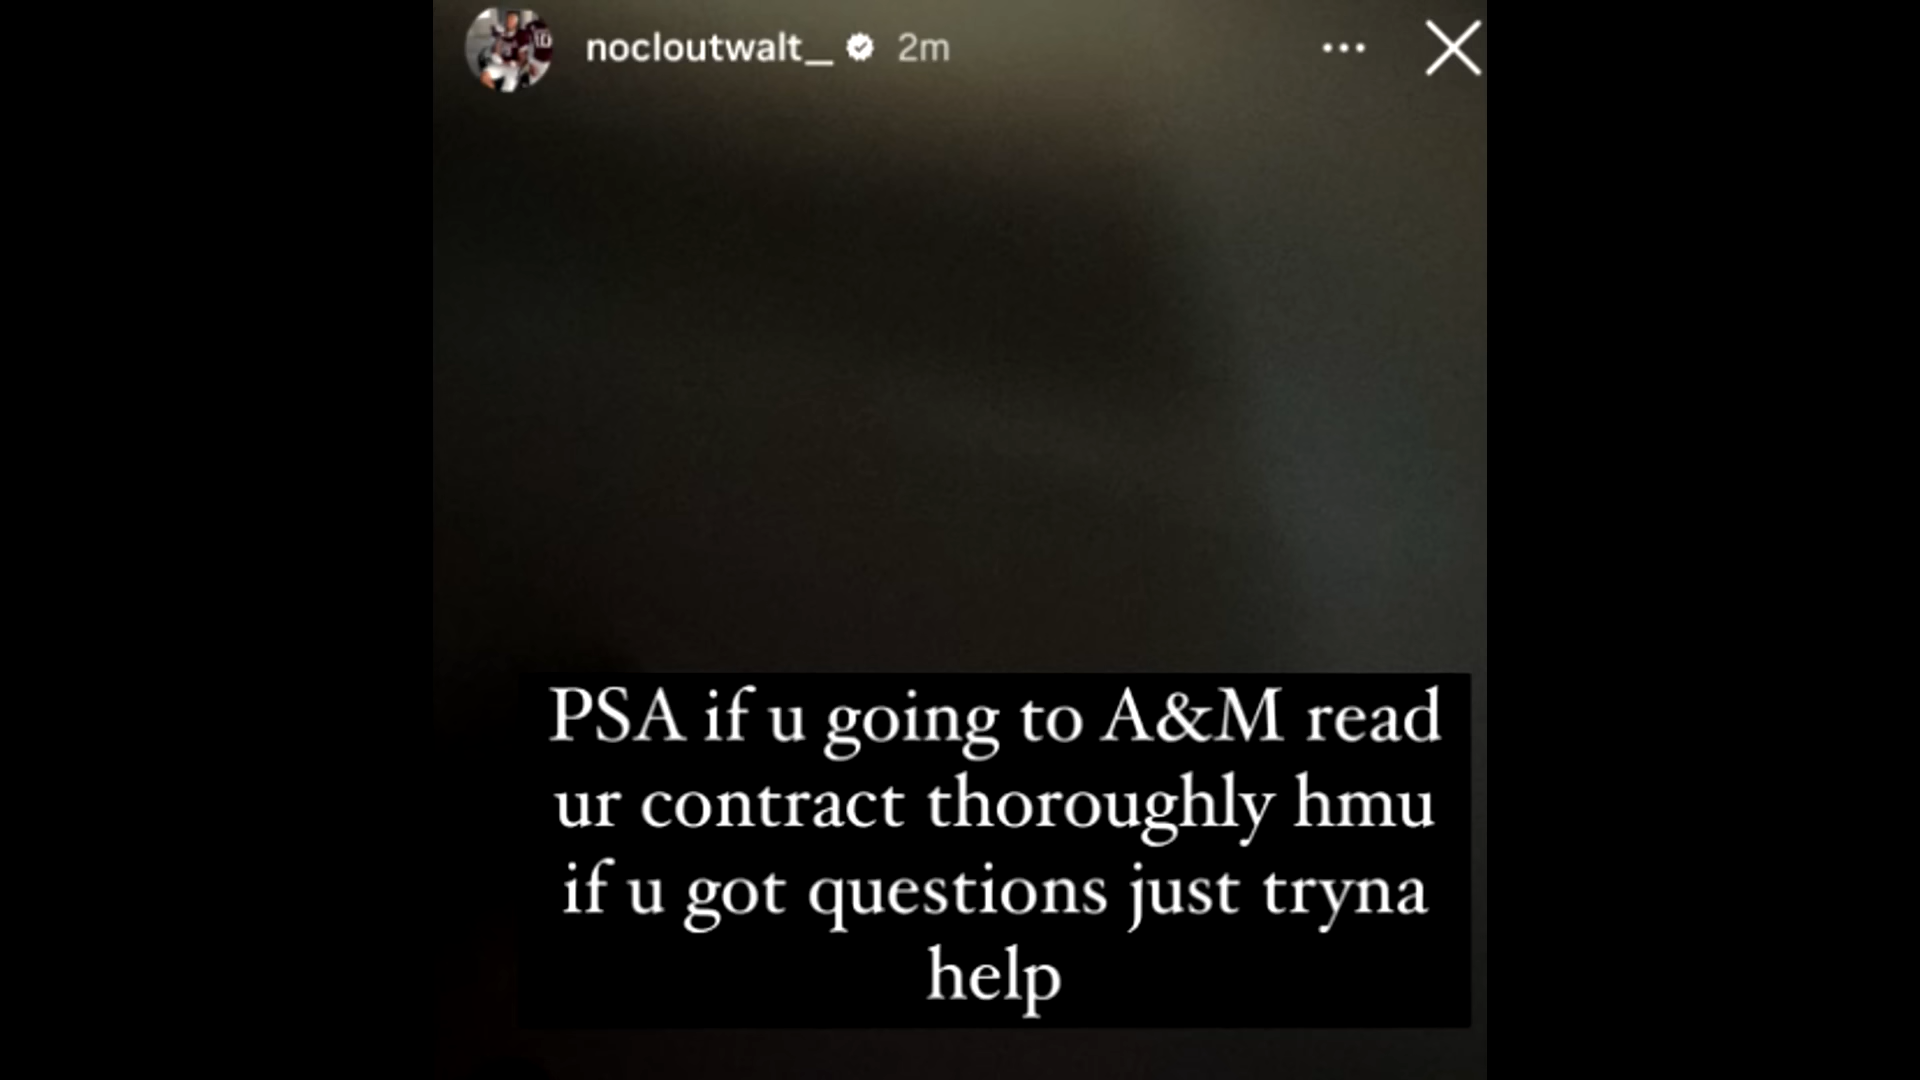 nocloutwalt_ 2m
PSA if u going to A&M read
ur contract thoroughly hmu
if u got questions just tryna
help